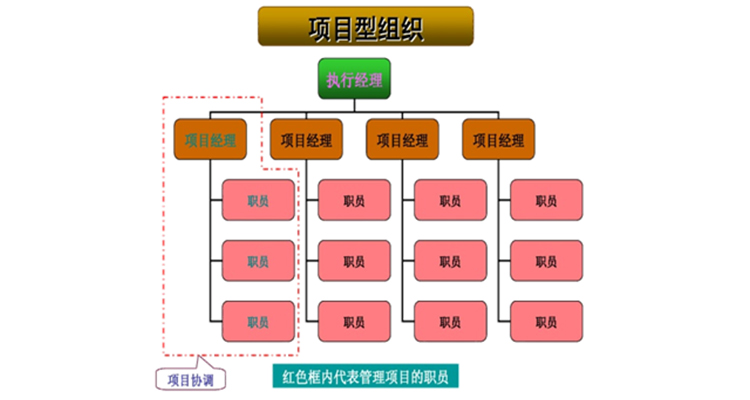 项目型组织
执行经理
项目经理 项目经理 项目经理 项目经理
职员 职员 职员 职员
职员 职员 职员 职员
职员 职员 职员 职员
项目协调 红色框内代表管理项目的职员